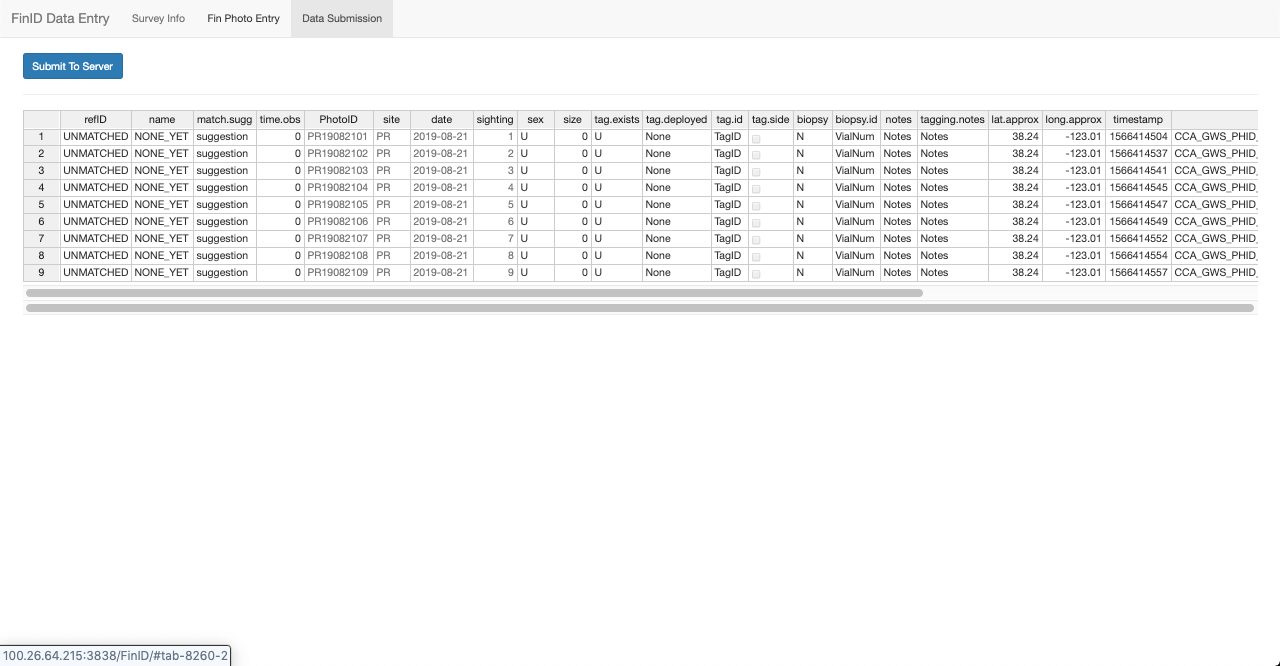 FinID Data Entry Survey Info Fin Photo Entry Data Submission
Submit To Server
refID name match.sugg time.obs PhotoID site date sighting sex size tag.exists tag.deployed tag.id tag.side biopsy biopsy.id notes tagging.notes lat.approx long.approx timestamp
1 UNMATCHED NONE_YET suggestion 0 PR19082101 PR 2019-08-21 1 U 0 U None TagID N VialNum Notes Notes 38.24 -123.01 1566414504 CCA_GWS_PHID_
2 UNMATCHED NONE_YET suggestion 0 PR19082102 PR 2019-08-21 2 U 0 U None TagID N VialNum Notes Notes 38.24 -123.01 1566414537 CCA_GWS_PHID_
3 UNMATCHED NONE_YET suggestion 0 PR19082103 PR 2019-08-21 3 U 0 U None TagID N VialNum Notes Notes 38.24 -123.01 1566414541 CCA_GWS_PHID_
4 UNMATCHED NONE_YET suggestion 0 PR19082104 PR 2019-08-21 4 U 0 U None TagID N VialNum Notes Notes 38.24 -123.01 1566414545 CCA_GWS_PHID_
5 UNMATCHED NONE_YET suggestion 0 PR19082105 PR 2019-08-21 5 U 0 U None TagID N VialNum Notes Notes 38.24 -123.01 1566414547 CCA_GWS_PHID_
6 UNMATCHED NONE_YET suggestion 0 PR19082106 PR 2019-08-21 6 U 0 U None TagID N VialNum Notes Notes 38.24 -123.01 1566414549 CCA_GWS_PHID_
7 UNMATCHED NONE_YET suggestion 0 PR19082107 PR 2019-08-21 7 U 0 U None TagID N VialNum Notes Notes 38.24 -123.01 1566414552 CCA_GWS_PHID_
8 UNMATCHED NONE_YET suggestion 0 PR19082108 PR 2019-08-21 8 U 0 U None TagID N VialNum Notes Notes 38.24 -123.01 1566414554 CCA_GWS_PHID_
9 UNMATCHED NONE_YET suggestion 0 PR19082109 PR 2019-08-21 9 U 0 U None TagID N VialNum Notes Notes 38.24 -123.01 1566414557 CCA_GWS_PHID_
100.26.64.215:3838/FinID/#tab-8260-2